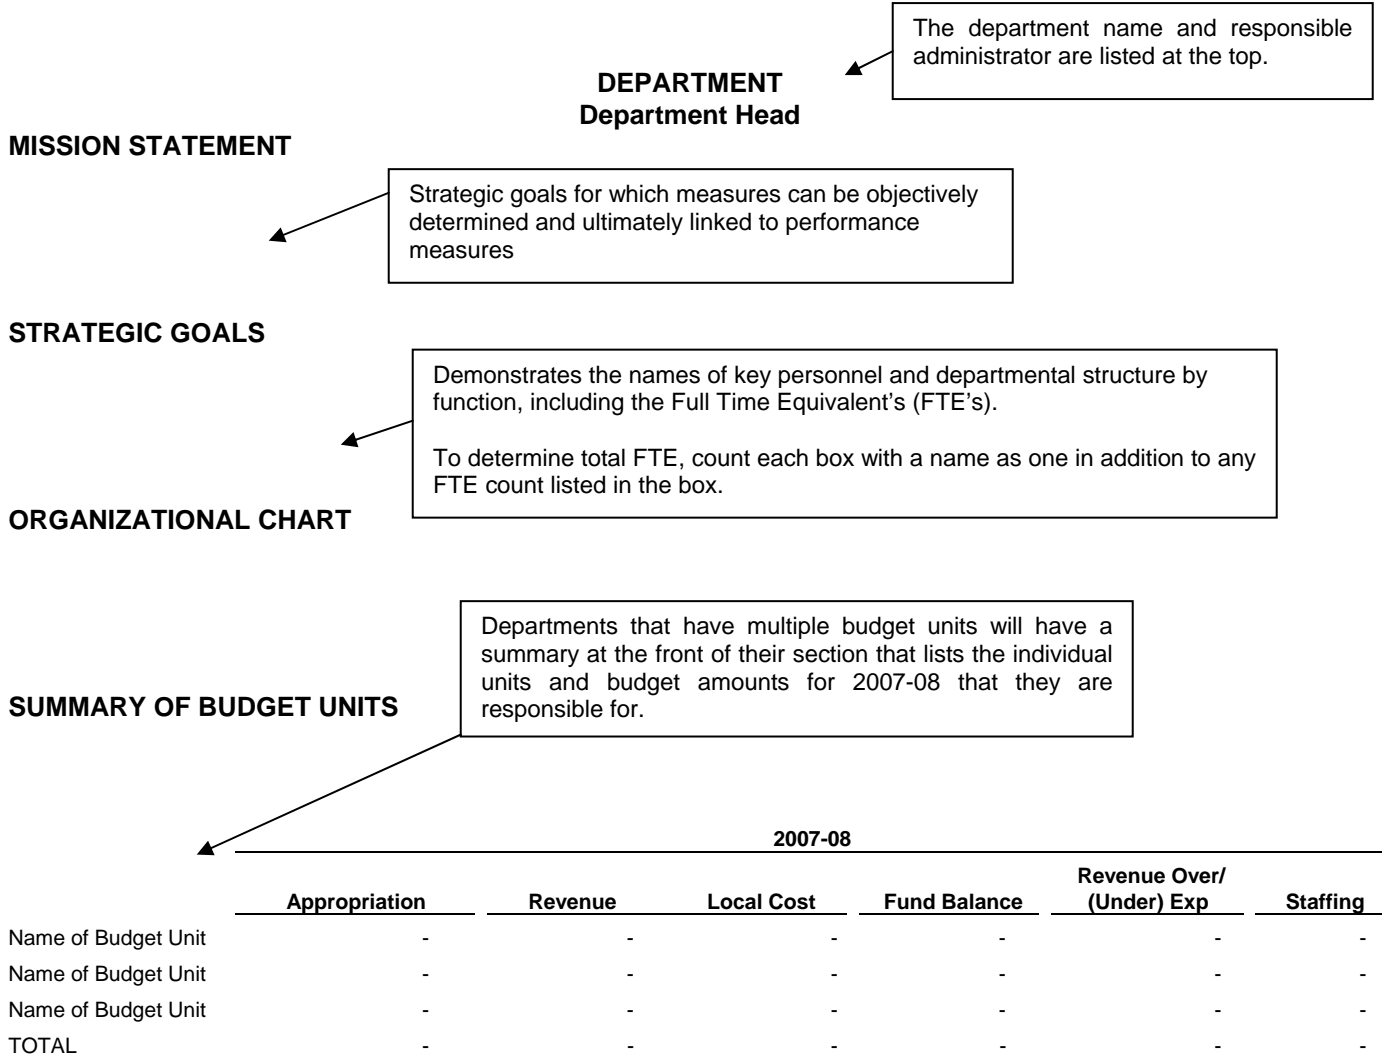 The department name and responsible
administrator are listed at the top.
DEPARTMENT
Department Head
MISSION STATEMENT
Strategic goals for which measures can be objectively
determined and ultimately linked to performance
measures
STRATEGIC GOALS
Demonstrates the names of key personnel and departmental structure by
function, including the Full Time Equivalent's (FTE's).
To determine total FTE, count each box with a name as one in addition to any
FTE count listed in the box.
ORGANIZATIONAL CHART
Departments that have multiple budget units will have a
summary at the front of their section that lists the individual
units and budget amounts for 2007-08 that they are
responsible for.
SUMMARY OF BUDGET UNITS
2007-08
Revenue Over/
Appropriation Revenue Local Cost Fund Balance (Under) Exp Staffing
Name of Budget Unit - - - - - -
Name of Budget Unit - - - - - -
Name of Budget Unit - - - - - -
TOTAL - - - - - -